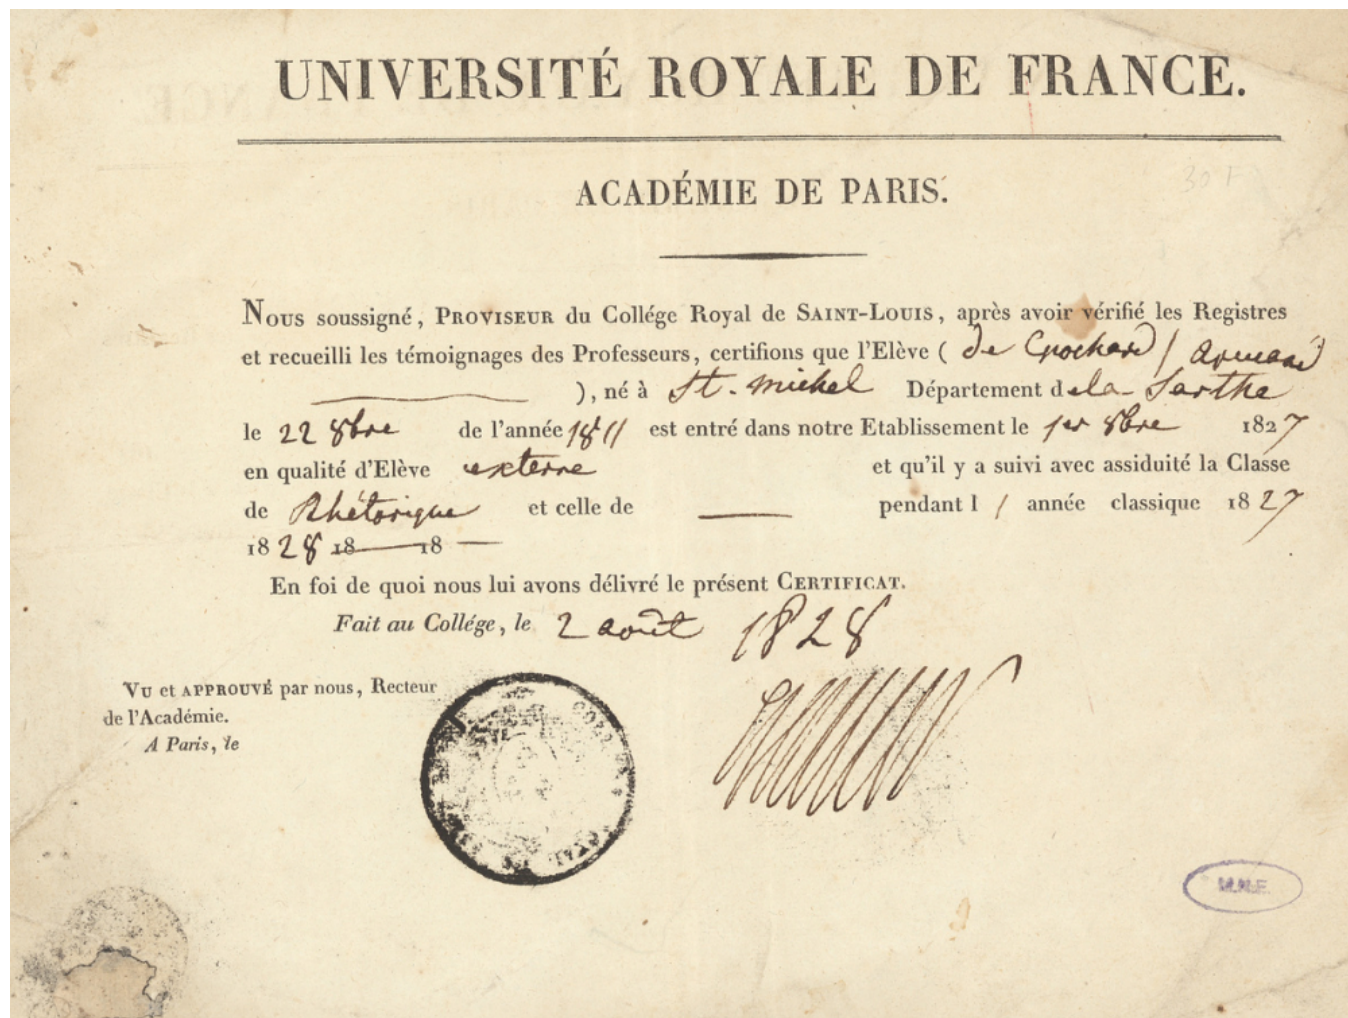 UNIVERSITÉ ROYALE DE FRANCE.
ACADÉMIE DE PARIS.
30 F
Nous soussigné, PROVISEUR du Collége Royal de SAINT-LOUIS, après avoir vérifié les Registres
et recueilli les témoignages des Professeurs, certifions que l'Elève ( de Crochard / armand
), né à St. michel Département de la Sarthe
le 22 8bre de l'année 1811 est entré dans notre Etablissement le 1er 8bre 1827
en qualité d'Elève externe et qu'il y a suivi avec assiduité la Classe
de Rhétorique et celle de — pendant l / année classique 1827
1828 18 — 18 —
En foi de quoi nous lui avons délivré le présent CERTIFICAT.
Fait au Collége, le 2 août 1828
VU et APPROUVÉ par nous, Recteur
de l'Académie.
A Paris, le
M.N.E.